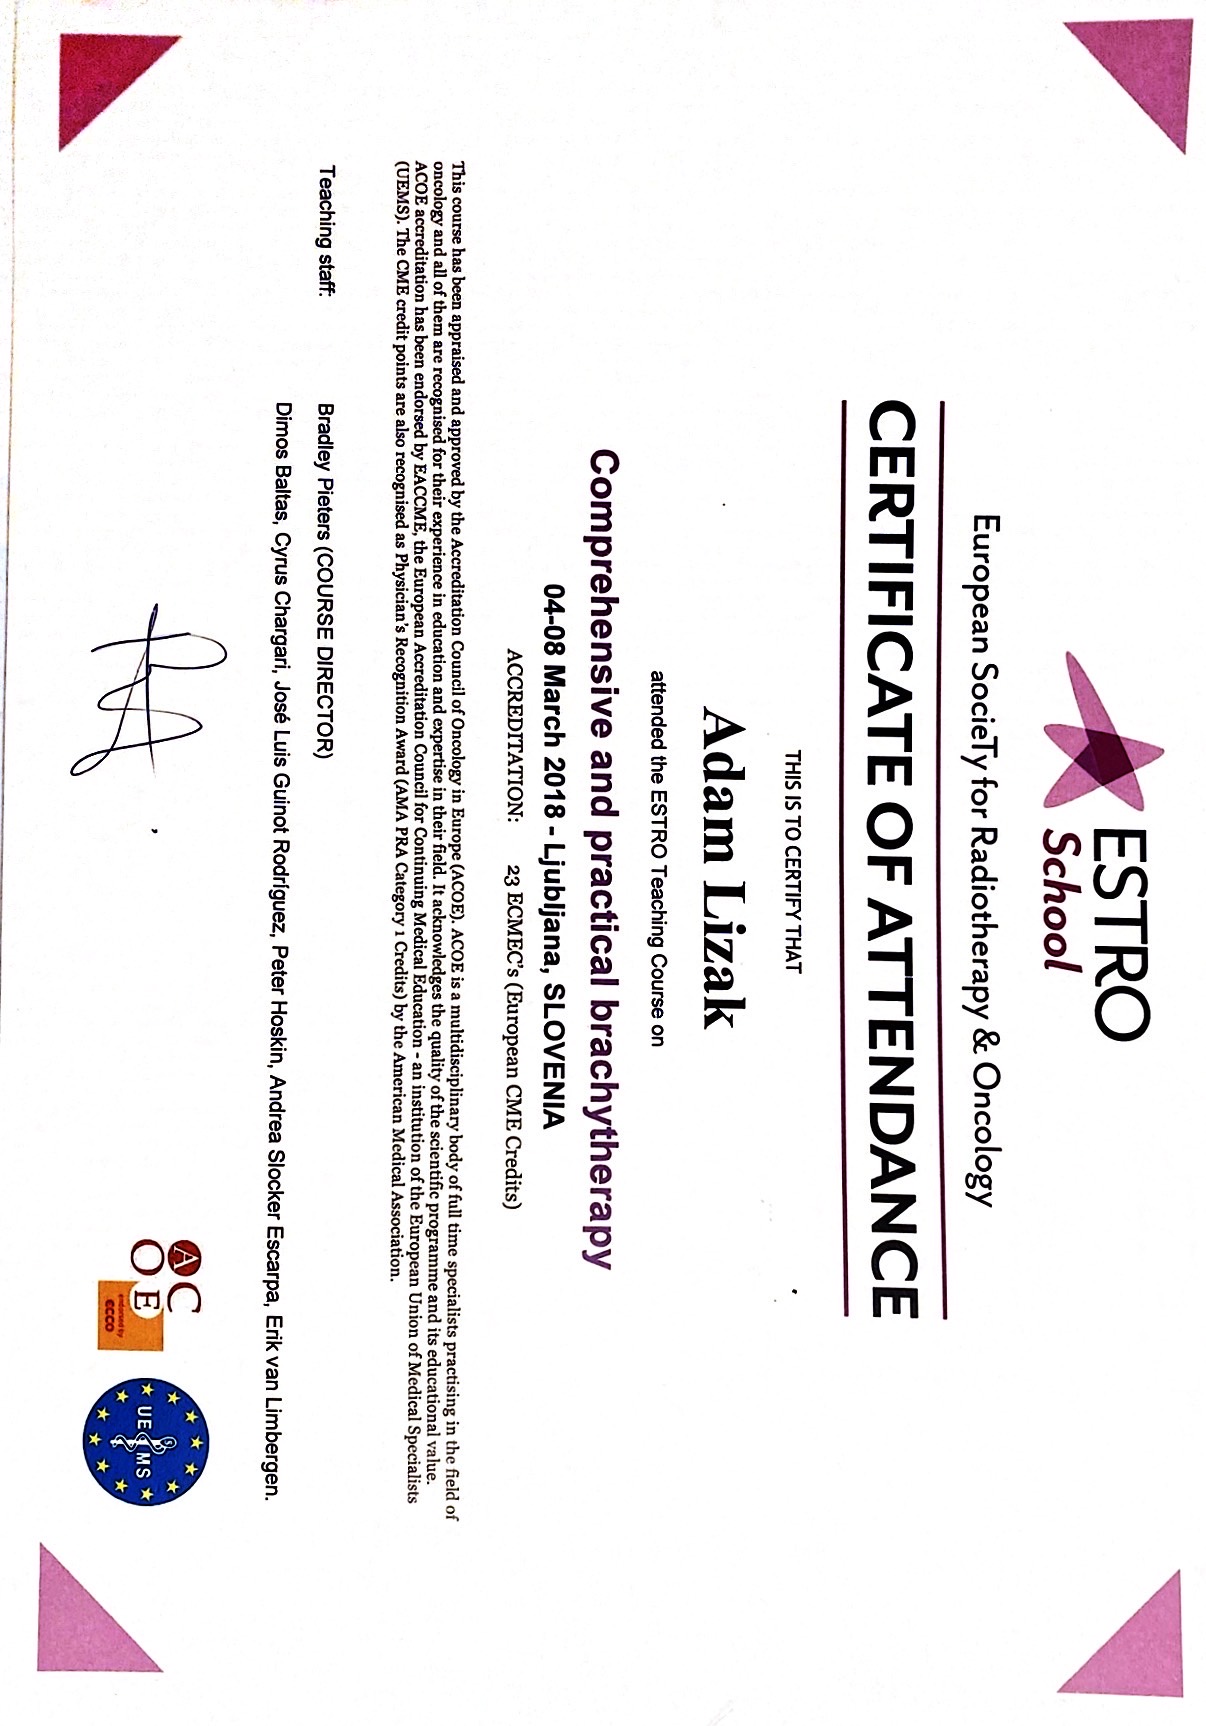 ESTRO
School
European SocieTy for Radiotherapy & Oncology
CERTIFICATE OF ATTENDANCE
THIS IS TO CERTIFY THAT
Adam Lizak
attended the ESTRO Teaching Course on
Comprehensive and practical brachytherapy
04-08 March 2018 - Ljubljana, SLOVENIA
ACCREDITATION: 23 ECMEC's (European CME Credits)
This course has been appraised and approved by the Accreditation Council of Oncology in Europe (ACOE). ACOE is a multidisciplinary body of full time specialists practising in the field of
oncology and all of them are recognised for their experience in education and expertise in their field. It acknowledges the quality of the scientific programme and its educational value.
ACOE accreditation has been endorsed by EACCME, the European Accreditation Council for Continuing Medical Education - an institution of the European Union of Medical Specialists
(UEMS). The CME credit points are also recognised as Physician's Recognition Award (AMA PRA Category 1 Credits) by the American Medical Association.
Teaching staff: Bradley Pieters (COURSE DIRECTOR)
Dimos Baltas, Cyrus Chargari, José Luis Guinot Rodríguez, Peter Hoskin, Andrea Slocker Escarpa, Erik van Limbergen.
A C
O E
endorsed by
ecco
UE MS